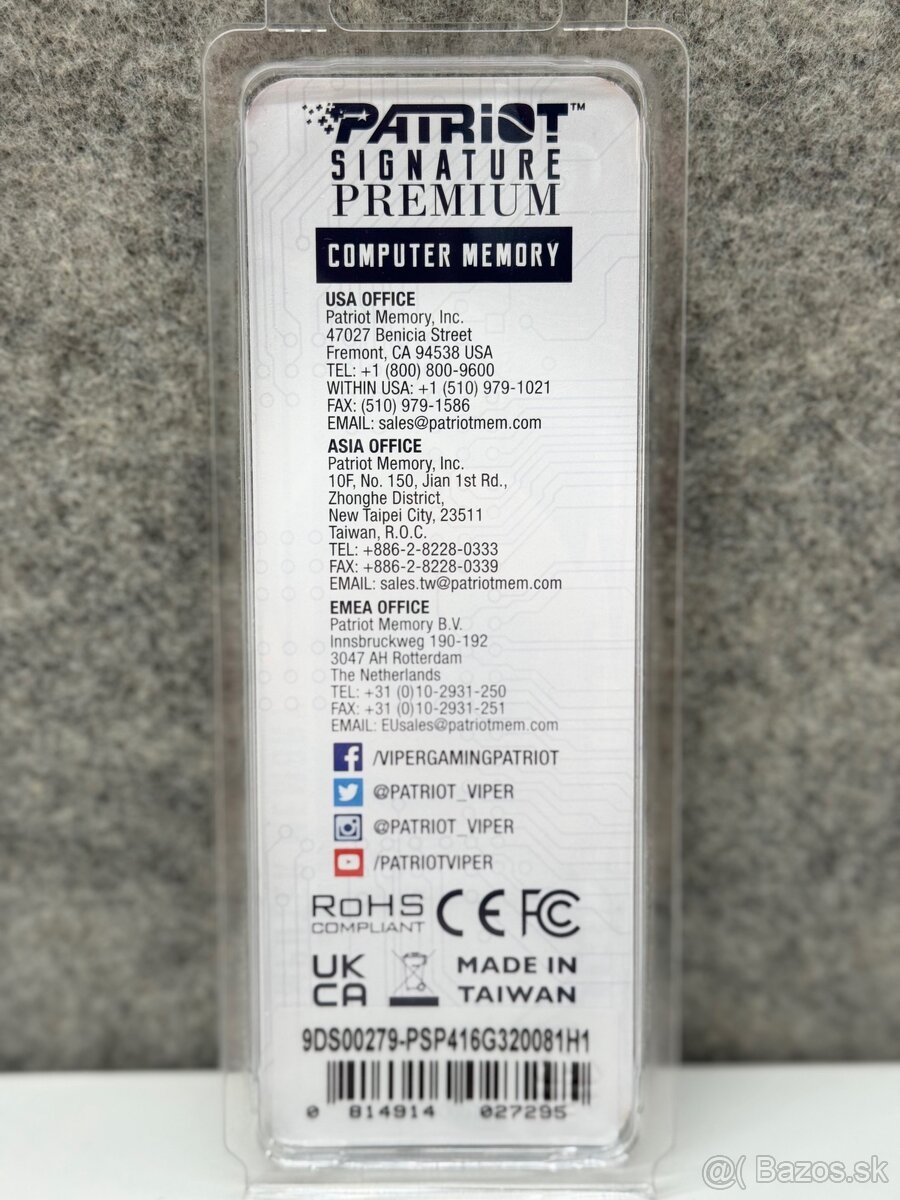 PATRIOT™
SIGNATURE
PREMIUM
COMPUTER MEMORY
USA OFFICE
Patriot Memory, Inc.
47027 Benicia Street
Fremont, CA 94538 USA
TEL: +1 (800) 800-9600
WITHIN USA: +1 (510) 979-1021
FAX: (510) 979-1586
EMAIL: sales@patriotmem.com
ASIA OFFICE
Patriot Memory, Inc.
10F, No. 150, Jian 1st Rd.,
Zhonghe District,
New Taipei City, 23511
Taiwan, R.O.C.
TEL: +886-2-8228-0333
FAX: +886-2-8228-0339
EMAIL: sales.tw@patriotmem.com
EMEA OFFICE
Patriot Memory B.V.
Innsbruckweg 190-192
3047 AH Rotterdam
The Netherlands
TEL: +31 (0)10-2931-250
FAX: +31 (0)10-2931-251
EMAIL: EUsales@patriotmem.com
/VIPERGAMINGPATRIOT
@PATRIOT_VIPER
@PATRIOT_VIPER
/PATRIOTVIPER
RoHS
COMPLIANT
CE FC
UK
CA
MADE IN
TAIWAN
9DS00279-PSP416G320081H1
0 814914 027295
@( Bazos.sk